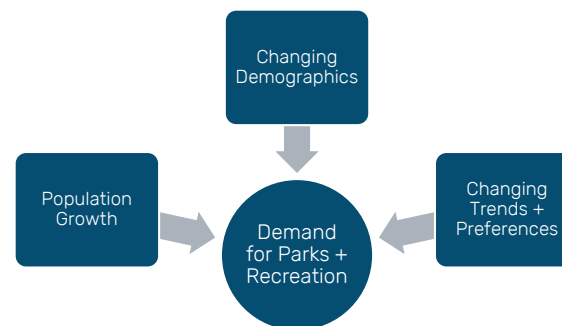 Changing
Demographics
Population
Growth
Changing
Trends +
Preferences
Demand
for Parks +
Recreation